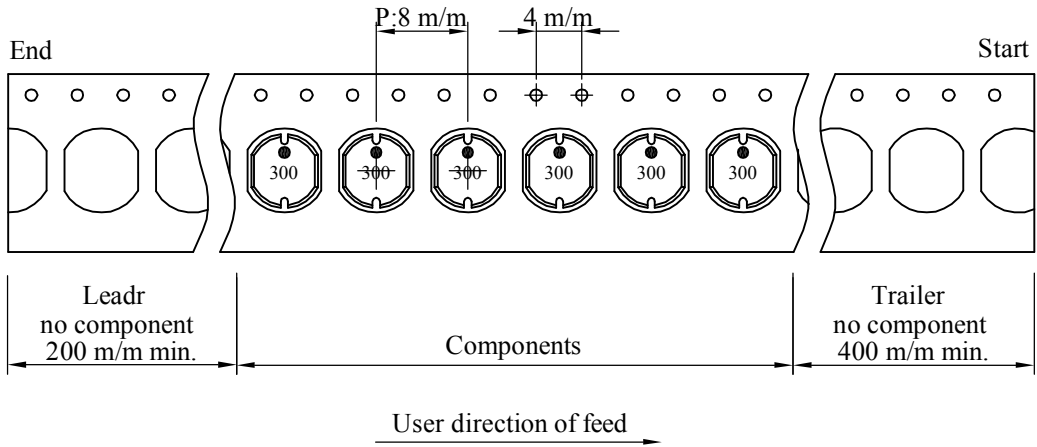 P:8 m/m
4 m/m
End
Start
300
300
300
300
300
300
Leadr
no component
200 m/m min.
Components
Trailer
no component
400 m/m min.
User direction of feed